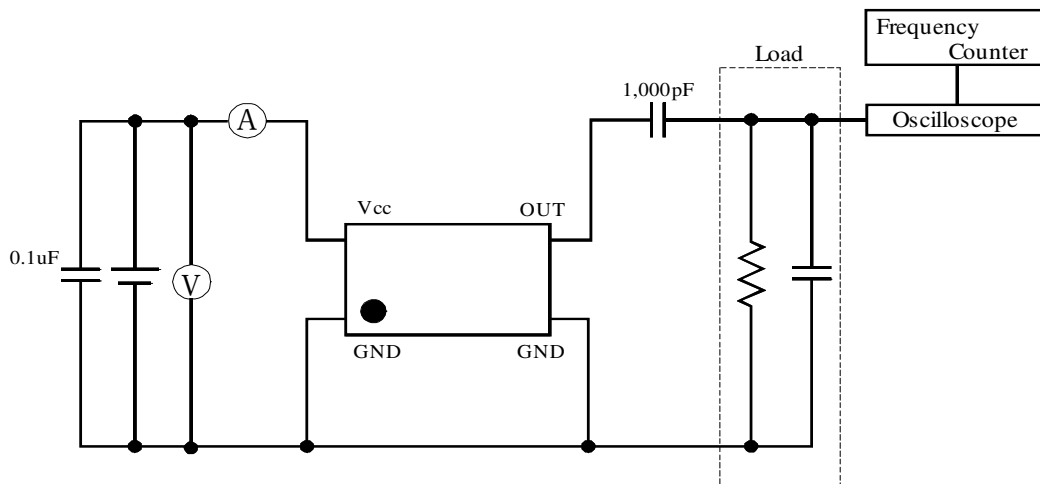 Frequency
Counter
Load
1,000pF
Oscilloscope
A
Vcc
OUT
0.1uF
V
GND
GND